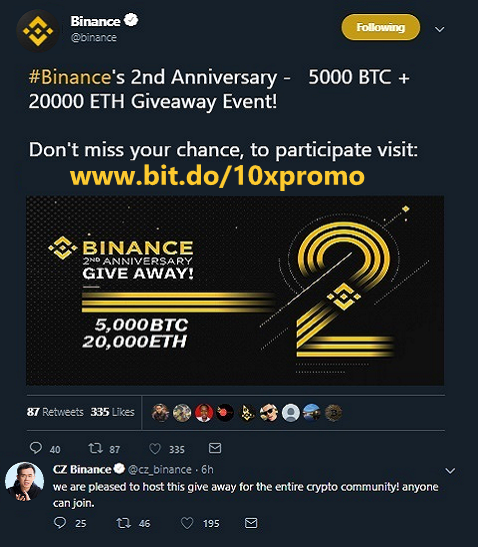 Binance
@binance
Following
#Binance's 2nd Anniversary - 5000 BTC +
20000 ETH Giveaway Event!
Don't miss your chance, to participate visit:
www.bit.do/10xpromo
BINANCE
2ND ANNIVERSARY
GIVE AWAY!
5,000BTC
20,000ETH
2
87 Retweets 335 Likes
40 87 335
CZ Binance @cz_binance · 6h
we are pleased to host this give away for the entire crypto community! anyone
can join.
25 46 195